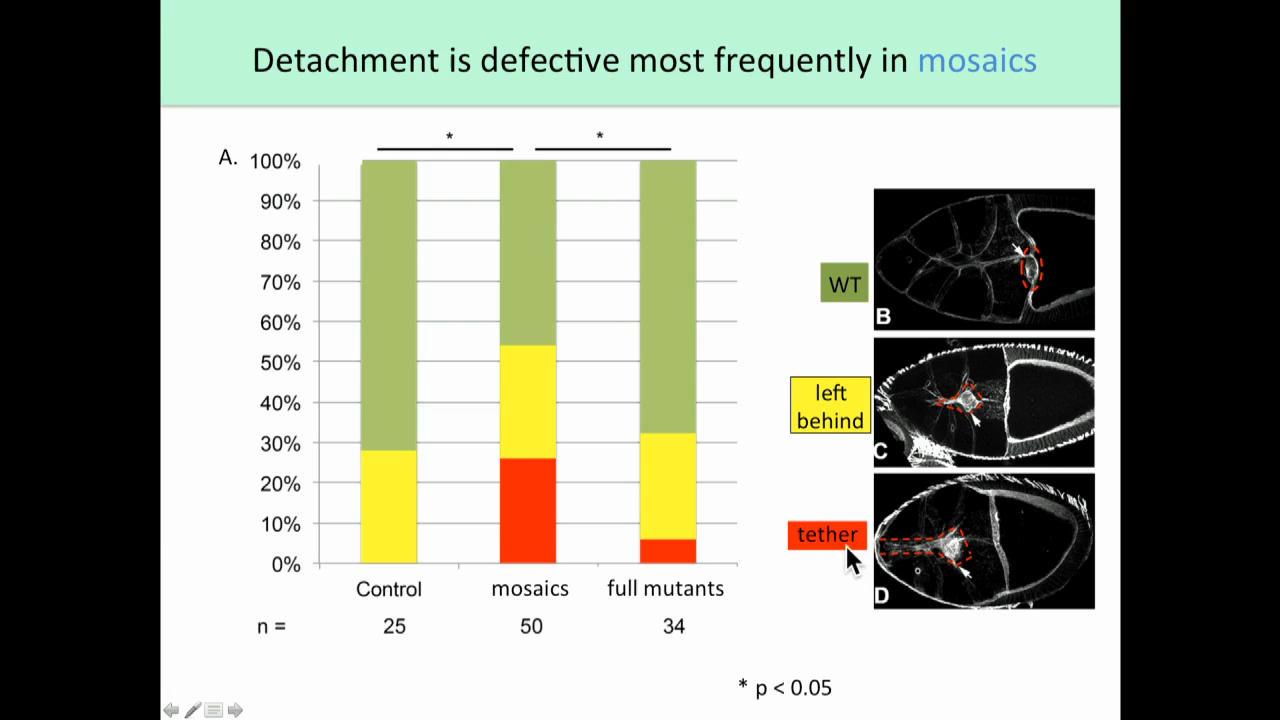 Detachment is defective most frequently in mosaics
A.
* *
100%
90%
80%
70%
60%
50%
40%
30%
20%
10%
0%
Control mosaics full mutants
n = 25 50 34
WT
B
left
behind
C
tether
D
* p < 0.05